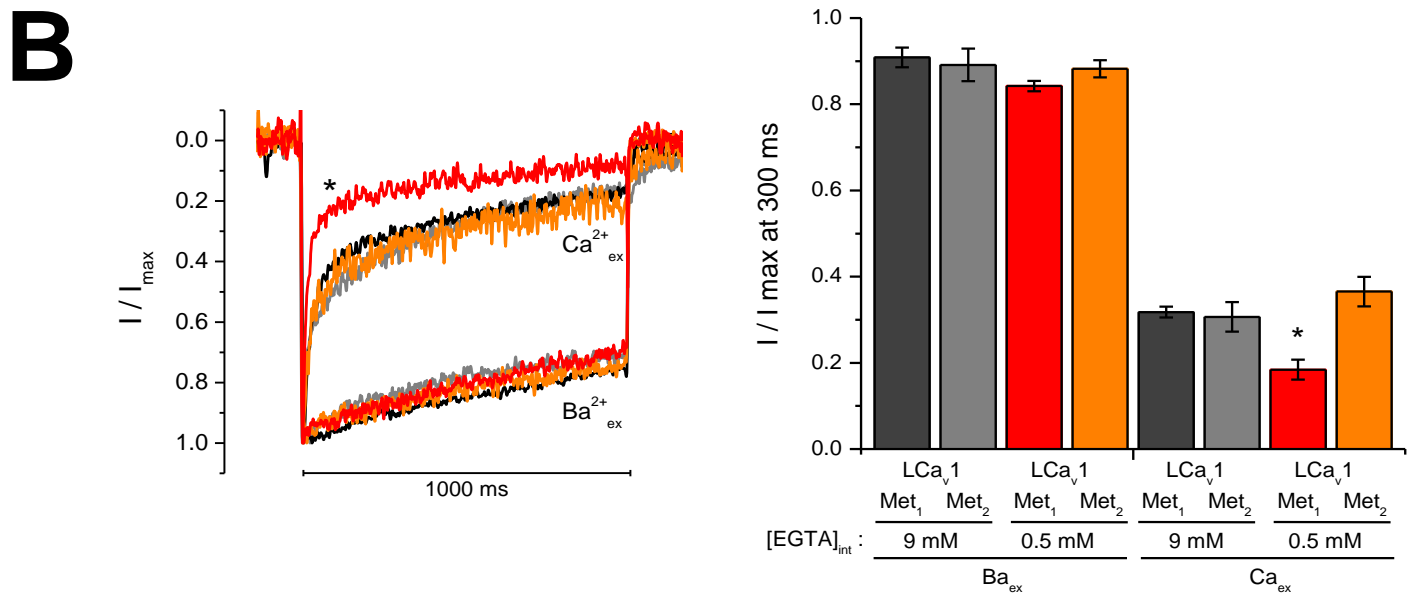 B
0.0
0.2
0.4
0.6
0.8
1.0
I / Imax
*
Ca2+ex
Ba2+ex
1000 ms
1.0
0.8
0.6
0.4
0.2
0.0
I / I max at 300 ms
*
LCav1 LCav1 LCav1 LCav1
Met1 Met2 Met1 Met2 Met1 Met2 Met1 Met2
[EGTA]int : 9 mM 0.5 mM 9 mM 0.5 mM
Baex Caex